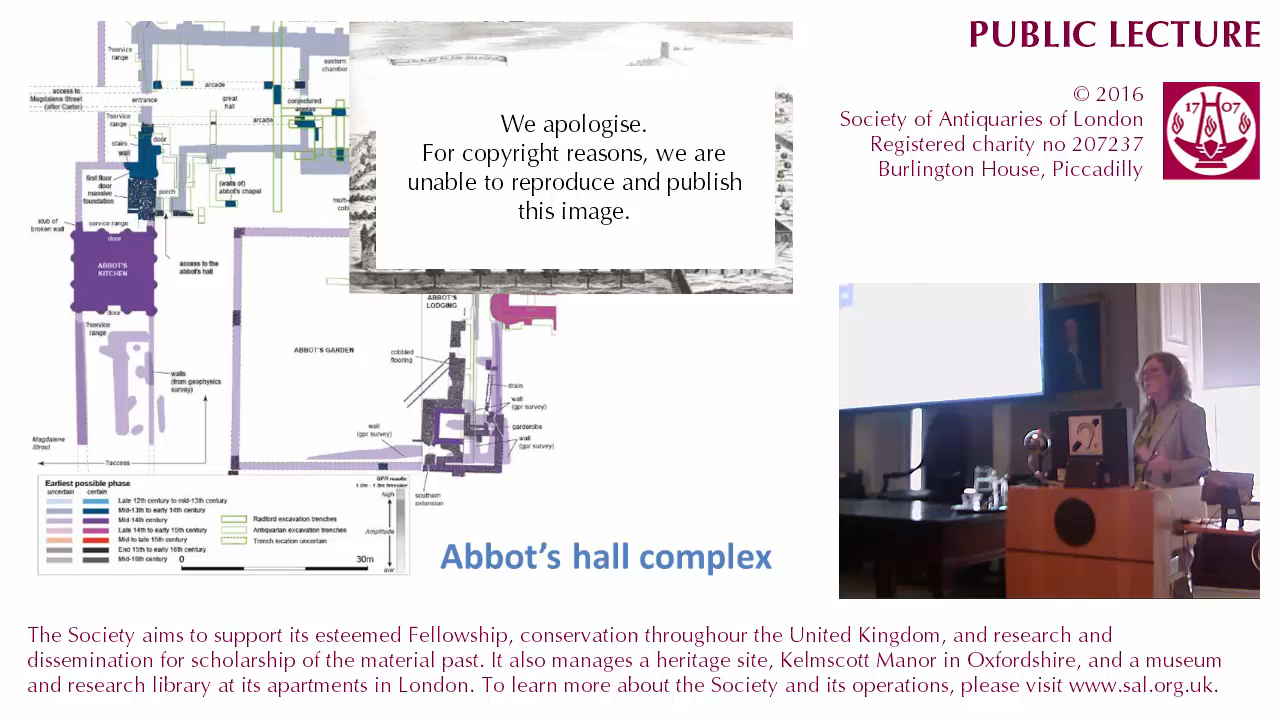 PUBLIC LECTURE
© 2016
Society of Antiquaries of London
Registered charity no 207237
Burlington House, Piccadilly
17 07
We apologise.
For copyright reasons, we are
unable to reproduce and publish
this image.
?service
range
eastern
chamber
access to
Magdalene Street
(after Carter)
arcade
entrance
great
hall
conjectured
?service
range
arcade
door
stairs
wall
first floor
door
massive
foundation
porch
(walls of)
abbot's chapel
stub of
broken wall
service range
door
ABBOT'S
KITCHEN
access to the
abbot's hall
door
?service
range
ABBOT'S
LODGING
ABBOT'S GARDEN
cobbled
flooring
walls
(from geophysics
survey)
drain
wall
(gpr survey)
garderobe
wall
(gpr survey)
wall
(gpr survey)
Magdalene
Street
?access
southern
extension
Earliest possible phase
uncertain certain
Late 12th century to mid-13th century
Mid-13th to early 14th century
Mid-14th century
Late 14th to early 15th century
Mid-to late 15th century
End 15th to early 16th century
Mid-16th century
Radford excavation trenches
Antiquarian excavation trenches
Trench location uncertain
0 30m
GPR results
high
Amplitude
low
Abbot's hall complex
The Society aims to support its esteemed Fellowship, conservation throughour the United Kingdom, and research and
dissemination for scholarship of the material past. It also manages a heritage site, Kelmscott Manor in Oxfordshire, and a museum
and research library at its apartments in London. To learn more about the Society and its operations, please visit www.sal.org.uk.